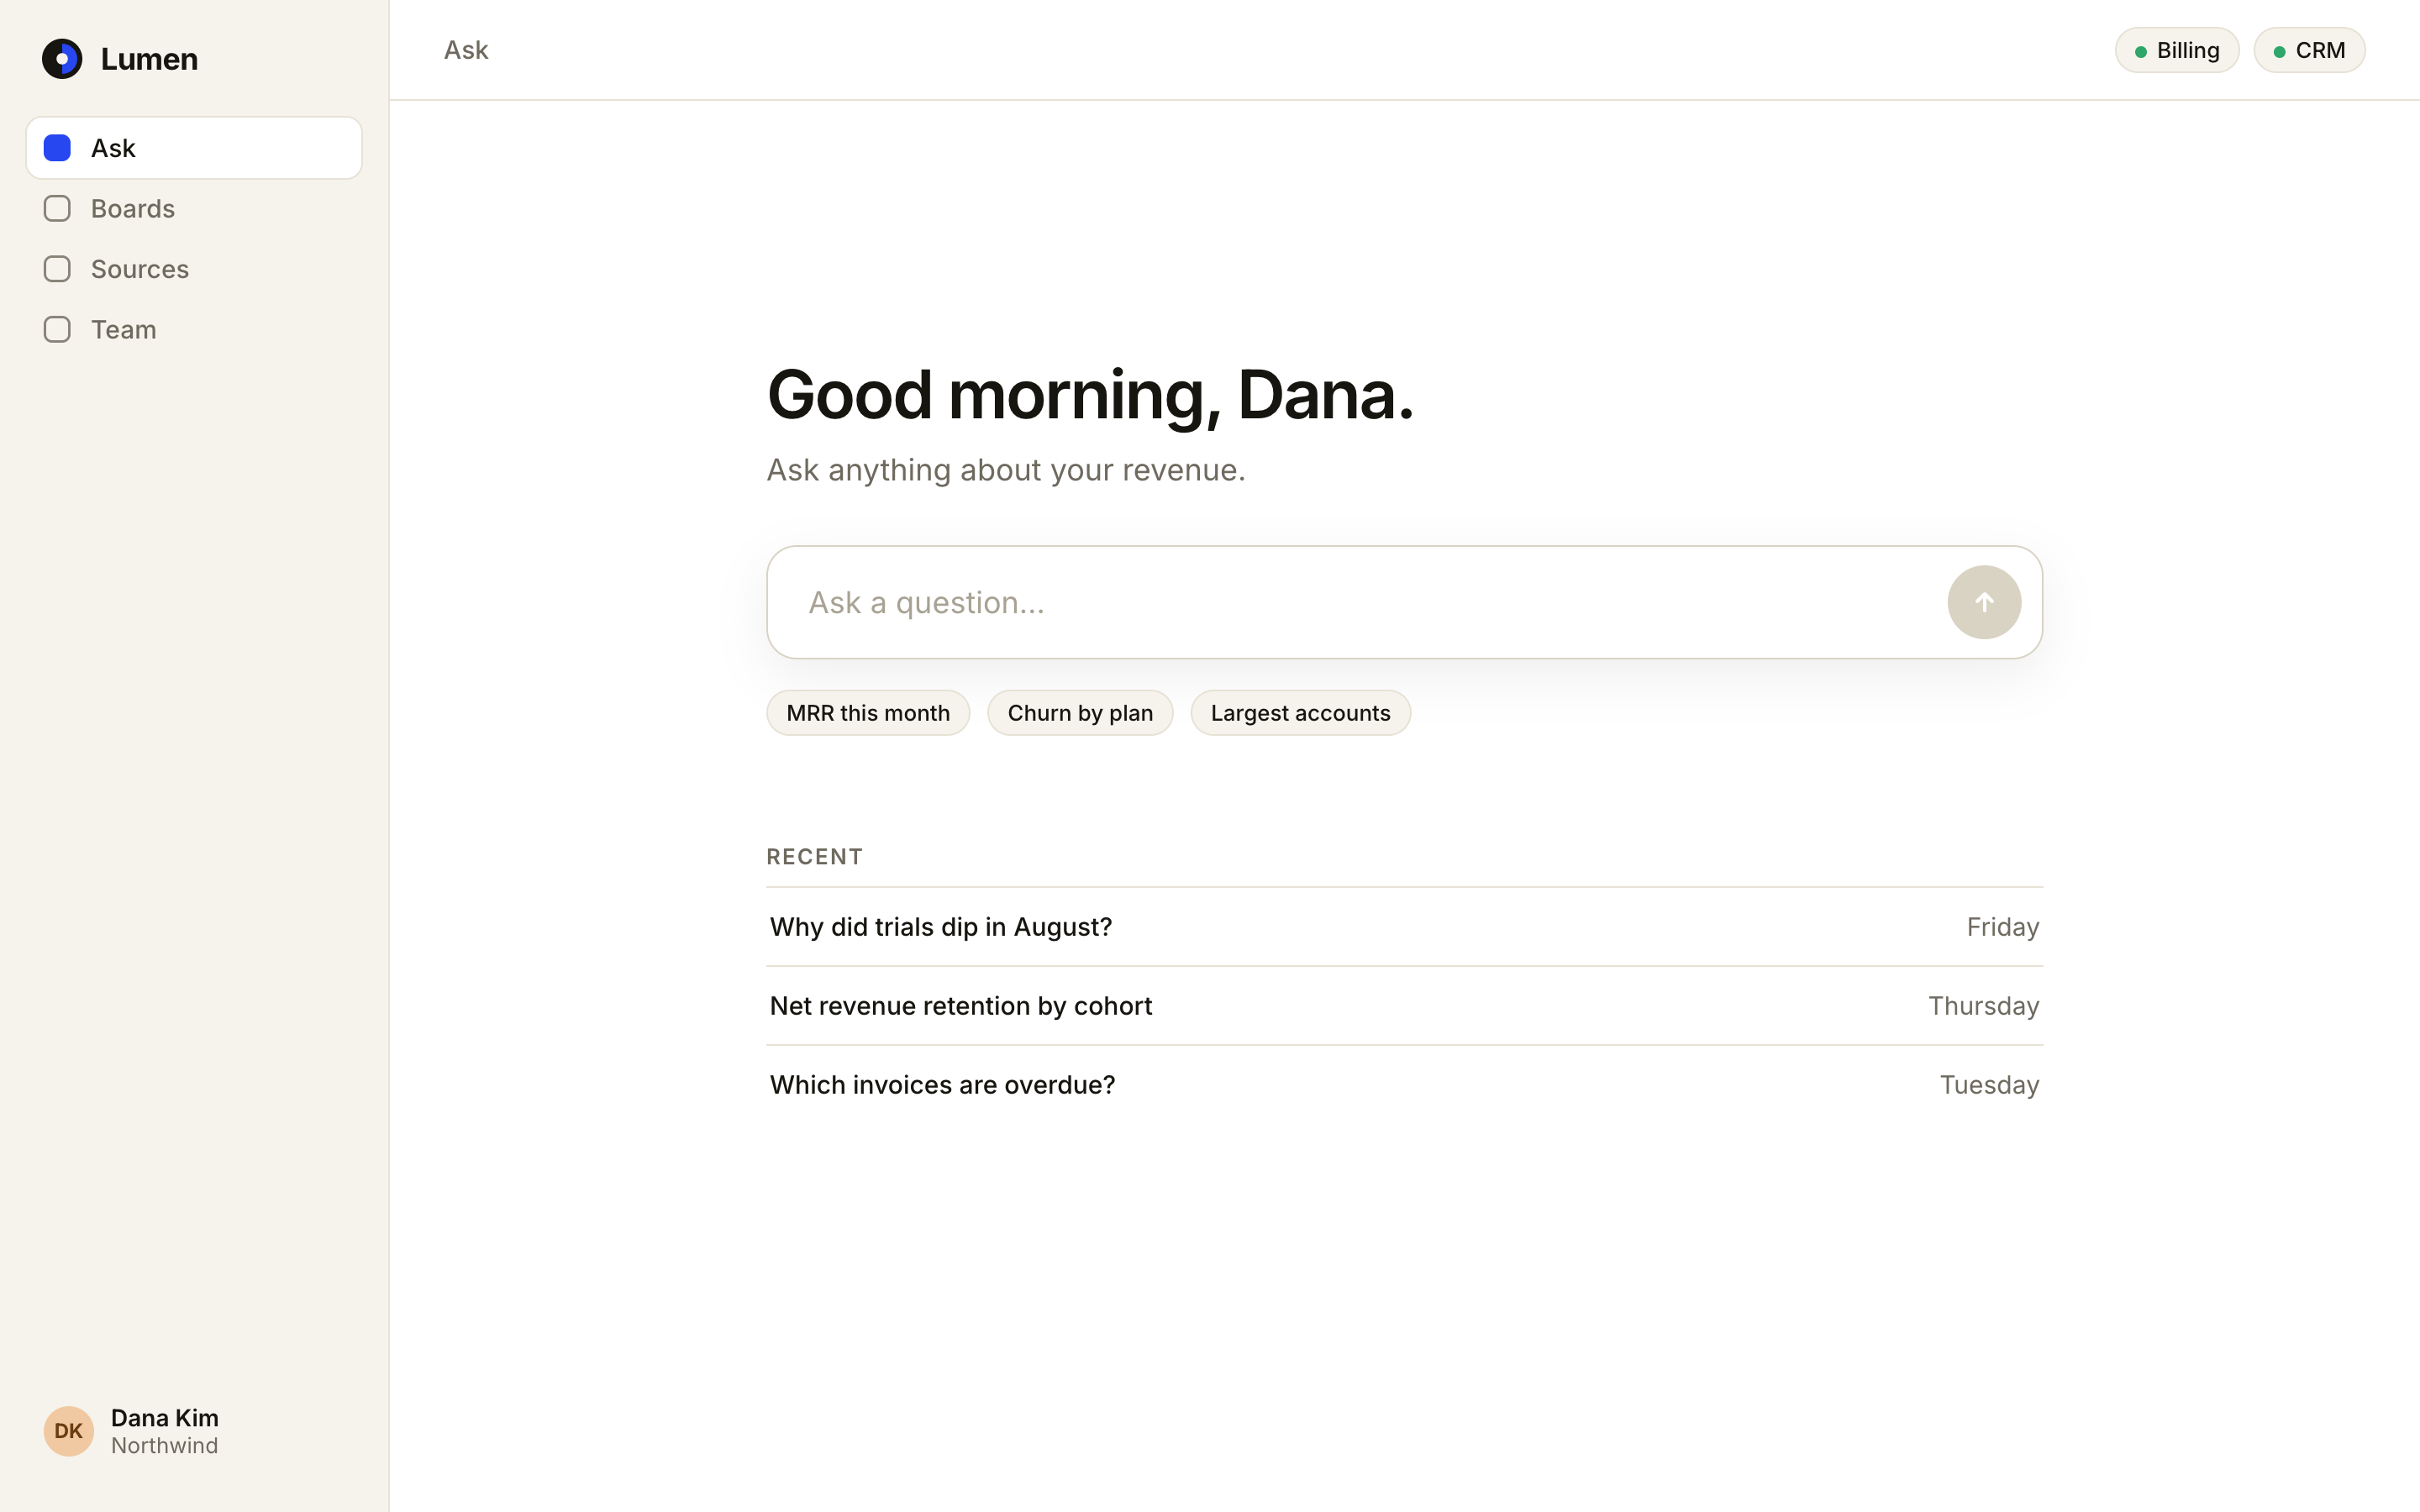 Lumen
Ask
Boards
Sources
Team
DK
Dana Kim
Northwind
Ask
Billing
CRM
Good morning, Dana.
Ask anything about your revenue.
Ask a question...
MRR this month
Churn by plan
Largest accounts
RECENT
Why did trials dip in August?
Friday
Net revenue retention by cohort
Thursday
Which invoices are overdue?
Tuesday